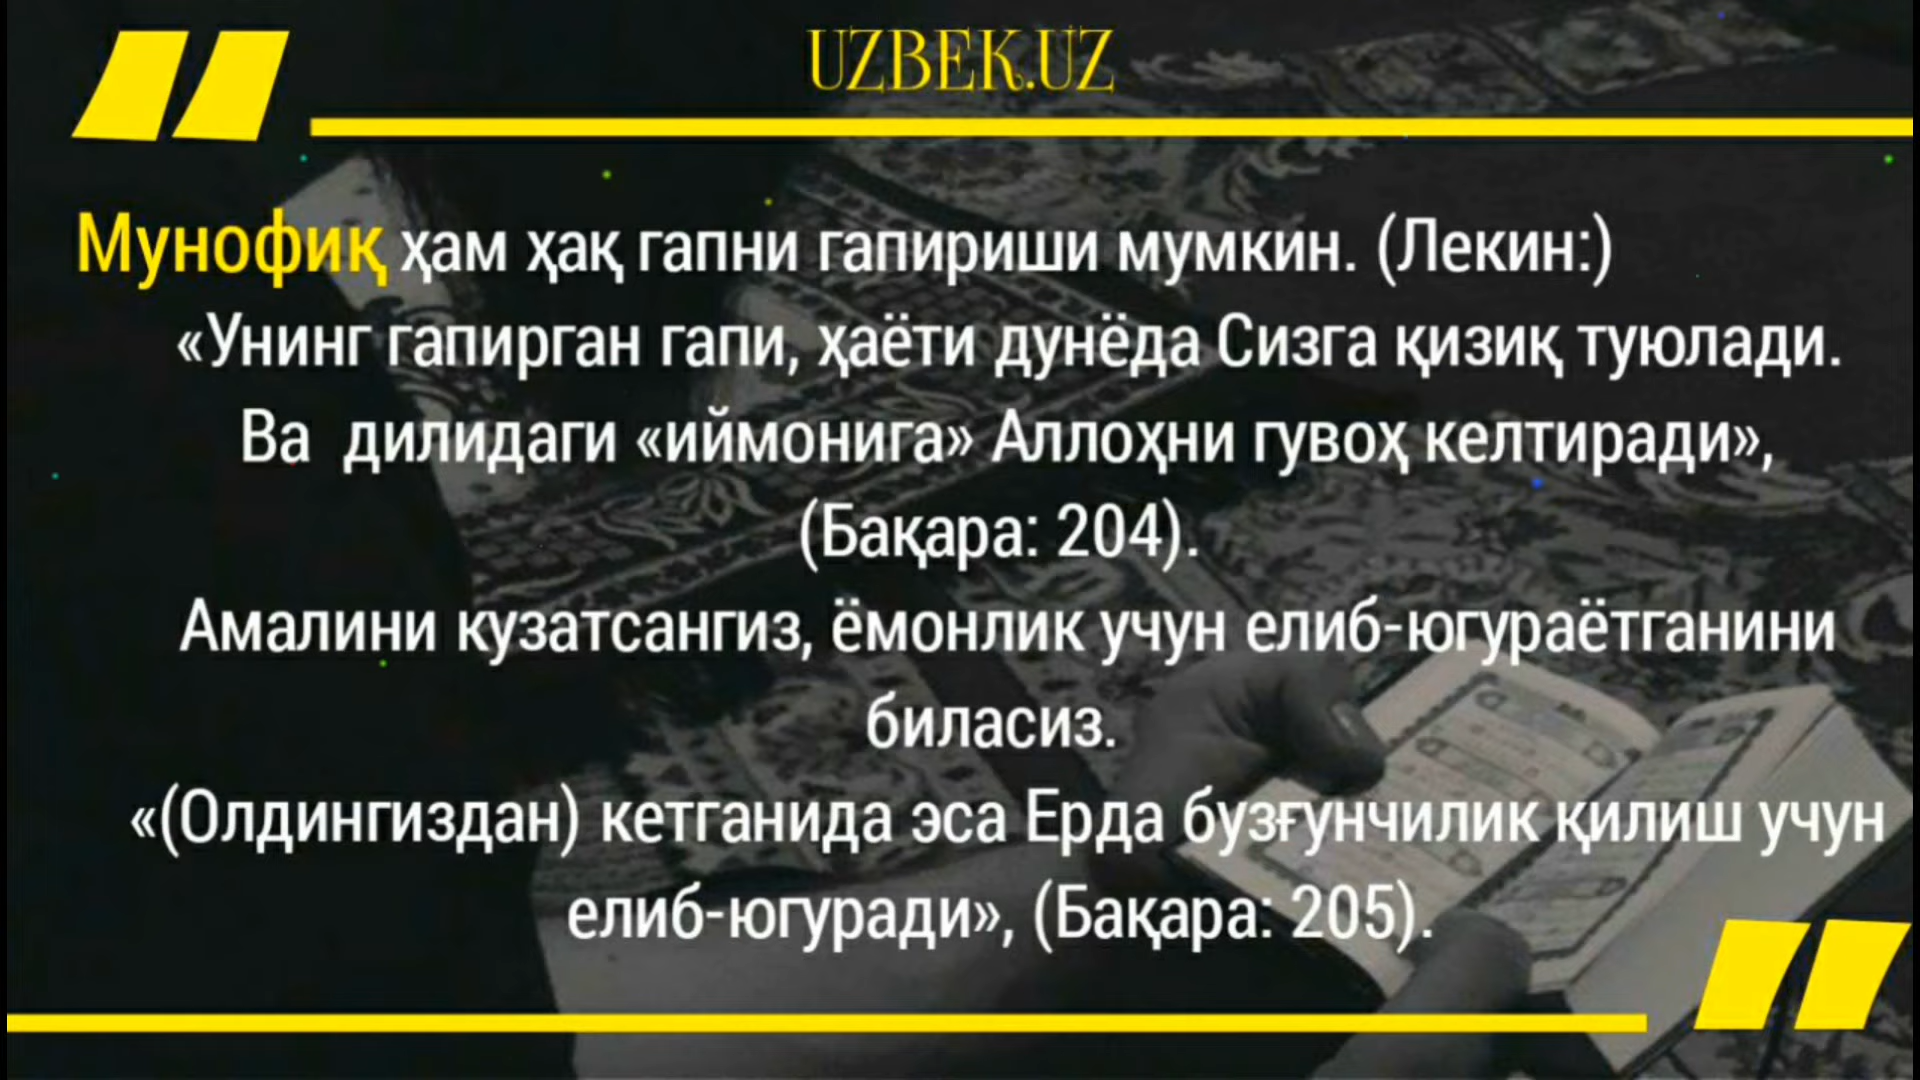 UZBEK.UZ
Мунофиқ ҳам ҳақ гапни гапириши мумкин. (Лекин:)
«Унинг гапирган гапи, ҳаёти дунёда Сизга қизиқ туюлади.
Ва дилидаги «иймонига» Аллоҳни гувоҳ келтиради»,
(Бақара: 204).
Амалини кузатсангиз, ёмонлик учун елиб-югураётганини
биласиз.
«(Олдингиздан) кетганида эса Ерда бузғунчилик қилиш учун
елиб-югуради», (Бақара: 205).